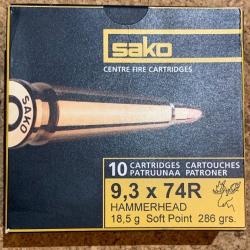 sako
CENTRE FIRE CARTRIDGES
SAKO
10 CARTRIDGES CARTOUCHES
PATRUUNAA PATRONER
9,3 x 74R
HAMMERHEAD
18,5 g Soft Point 286 grs.